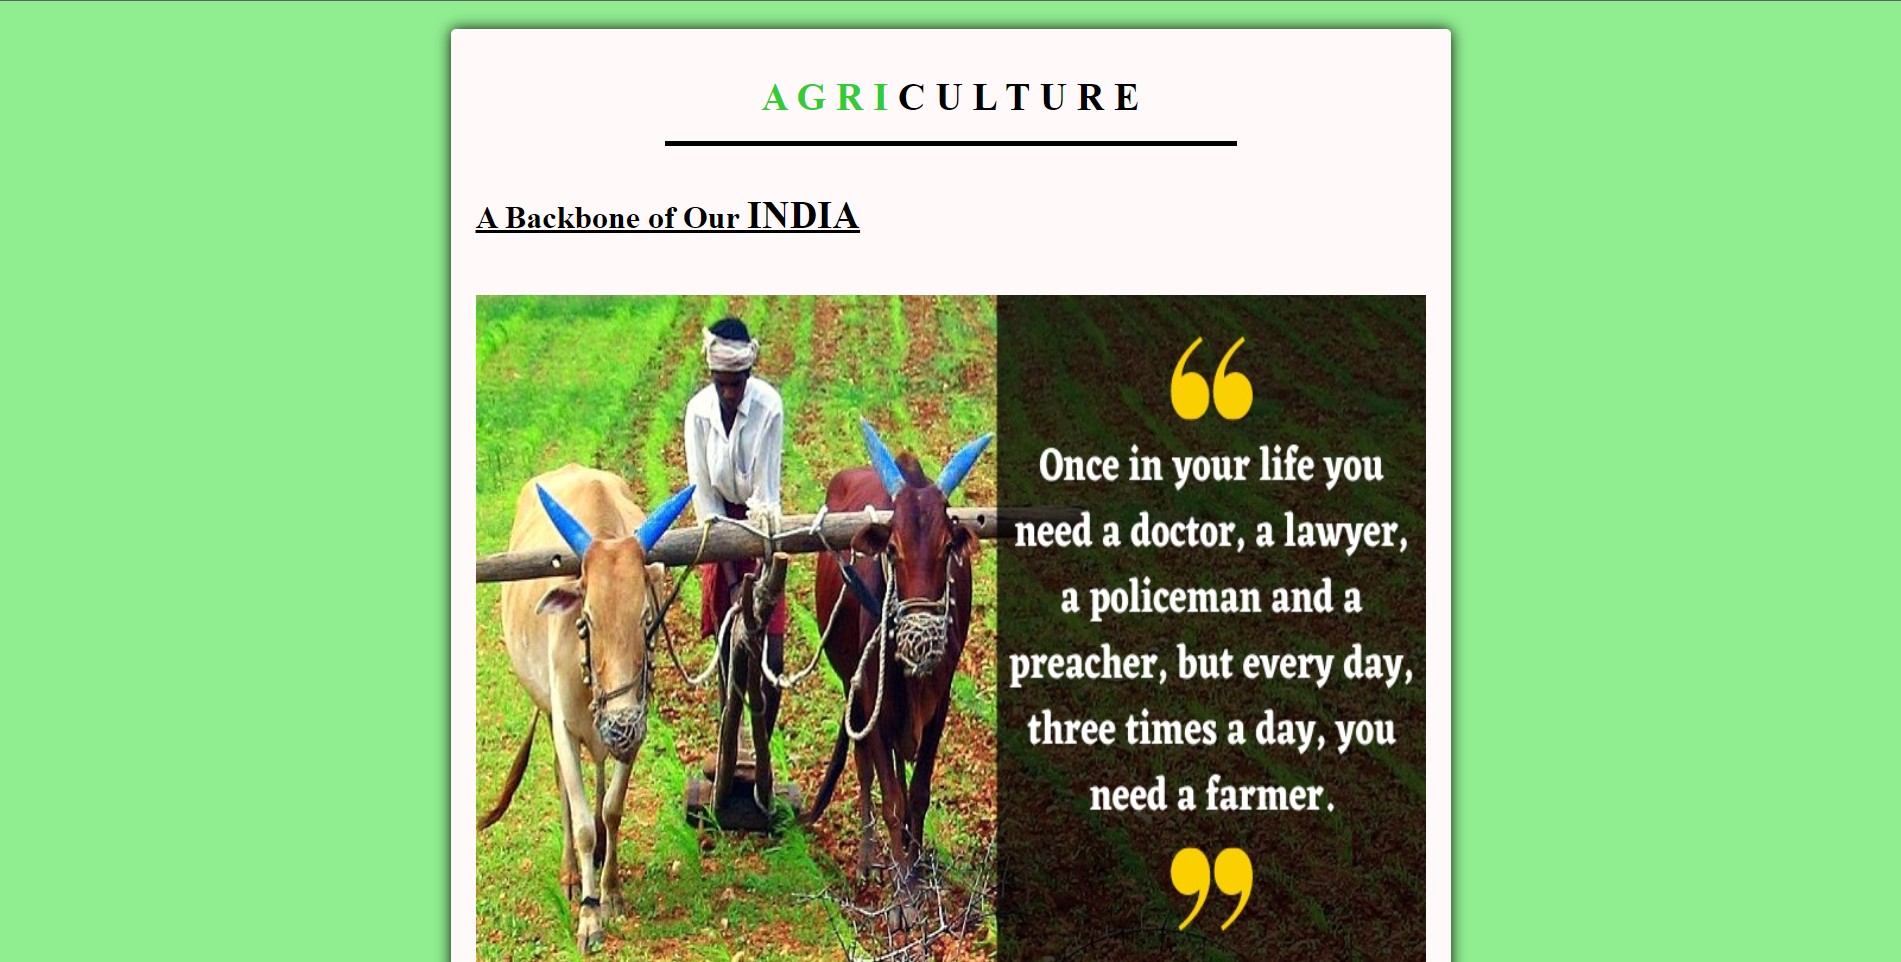 AGRICULTURE
A Backbone of Our INDIA
“
Once in your life you
need a doctor, a lawyer,
a policeman and a
preacher, but every day,
three times a day, you
need a farmer.
”